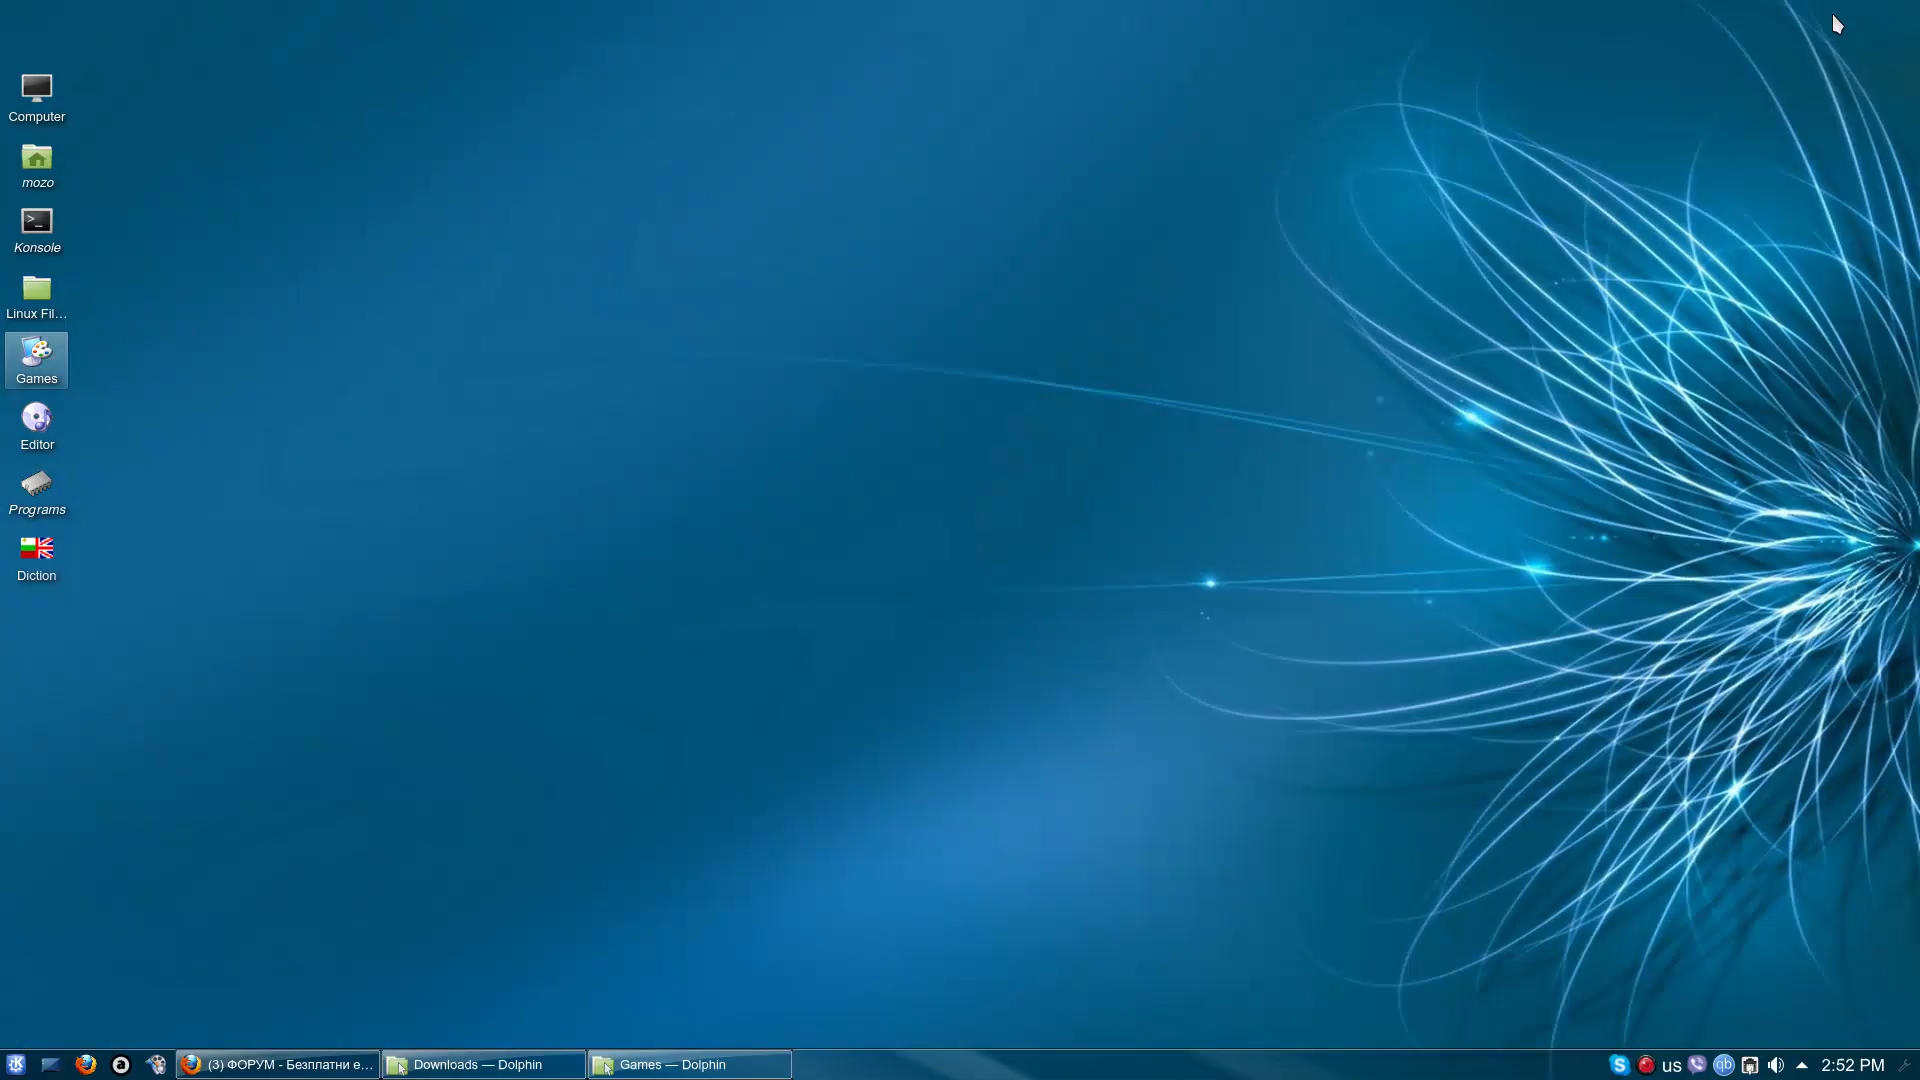 Computer
mozo
>_
Konsole
Linux Fil...
Games
Editor
Programs
Diction
(3) ФОРУМ - Безплатни е...
Downloads — Dolphin
Games — Dolphin
us
qb
2:52 PM